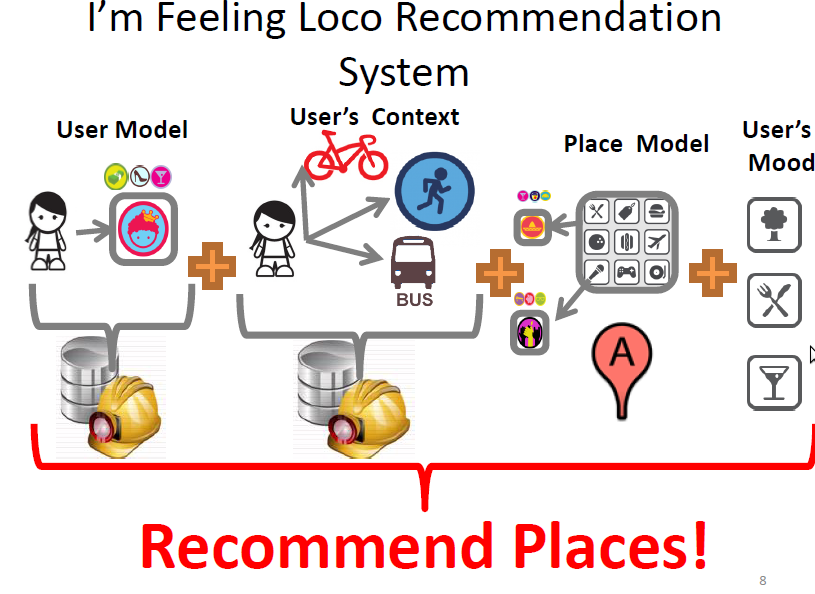 I’m Feeling Loco Recommendation
System
User Model
User’s Context
Place Model
User’s
Mood
BUS
A
Recommend Places!
8